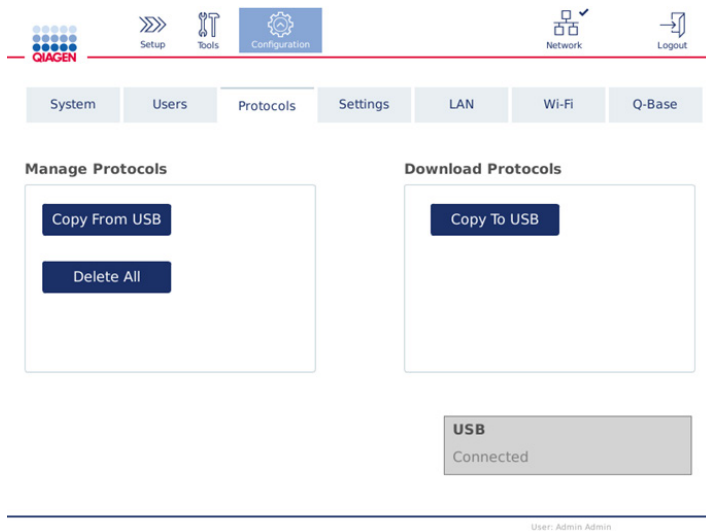 QIAGEN
Setup
Tools
Configuration
Network
Logout
System
Users
Protocols
Settings
LAN
Wi-Fi
Q-Base
Manage Protocols
Download Protocols
Copy From USB
Copy To USB
Delete All
USB
Connected
User: Admin Admin